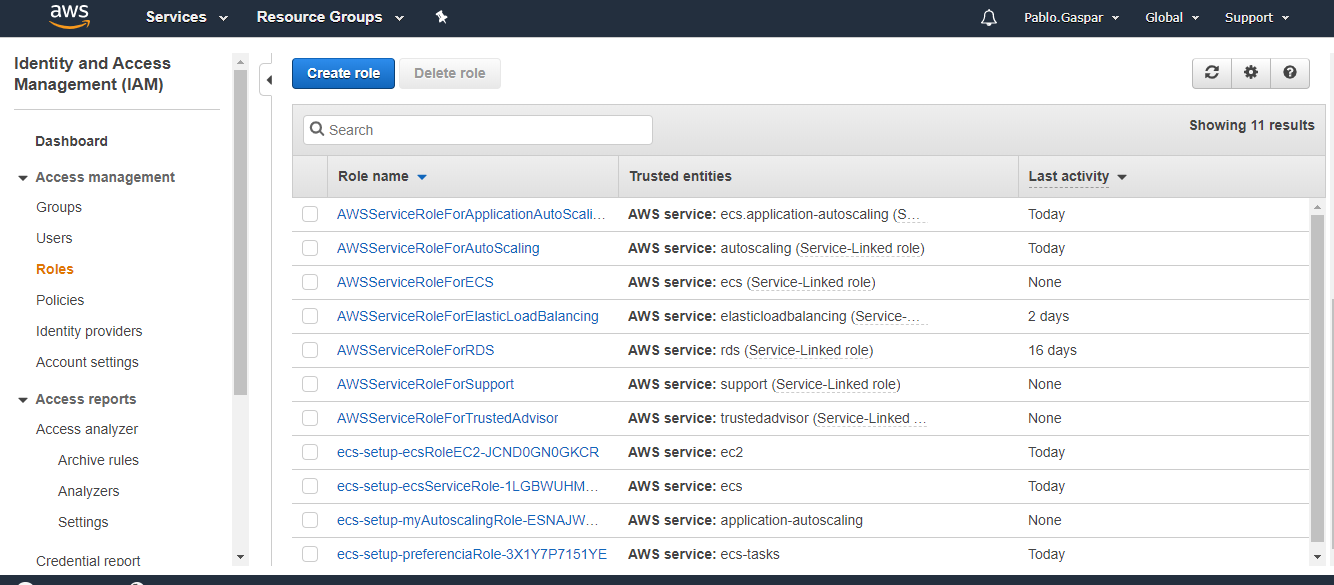 aws Services Resource Groups Pablo.Gaspar Global Support
Identity and Access
Management (IAM)
Dashboard
Access management
Groups
Users
Roles
Policies
Identity providers
Account settings
Access reports
Access analyzer
Archive rules
Analyzers
Settings
Credential report
Create role Delete role
Search
Showing 11 results
Role name Trusted entities Last activity
AWSServiceRoleForApplicationAutoScali... AWS service: ecs.application-autoscaling (S... Today
AWSServiceRoleForAutoScaling AWS service: autoscaling (Service-Linked role) Today
AWSServiceRoleForECS AWS service: ecs (Service-Linked role) None
AWSServiceRoleForElasticLoadBalancing AWS service: elasticloadbalancing (Service-... 2 days
AWSServiceRoleForRDS AWS service: rds (Service-Linked role) 16 days
AWSServiceRoleForSupport AWS service: support (Service-Linked role) None
AWSServiceRoleForTrustedAdvisor AWS service: trustedadvisor (Service-Linked ... None
ecs-setup-ecsRoleEC2-JCND0GN0GKCR AWS service: ec2 Today
ecs-setup-ecsServiceRole-1LGBWUHM... AWS service: ecs Today
ecs-setup-myAutoscalingRole-ESNAJW... AWS service: application-autoscaling None
ecs-setup-preferenciaRole-3X1Y7P7151YE AWS service: ecs-tasks Today